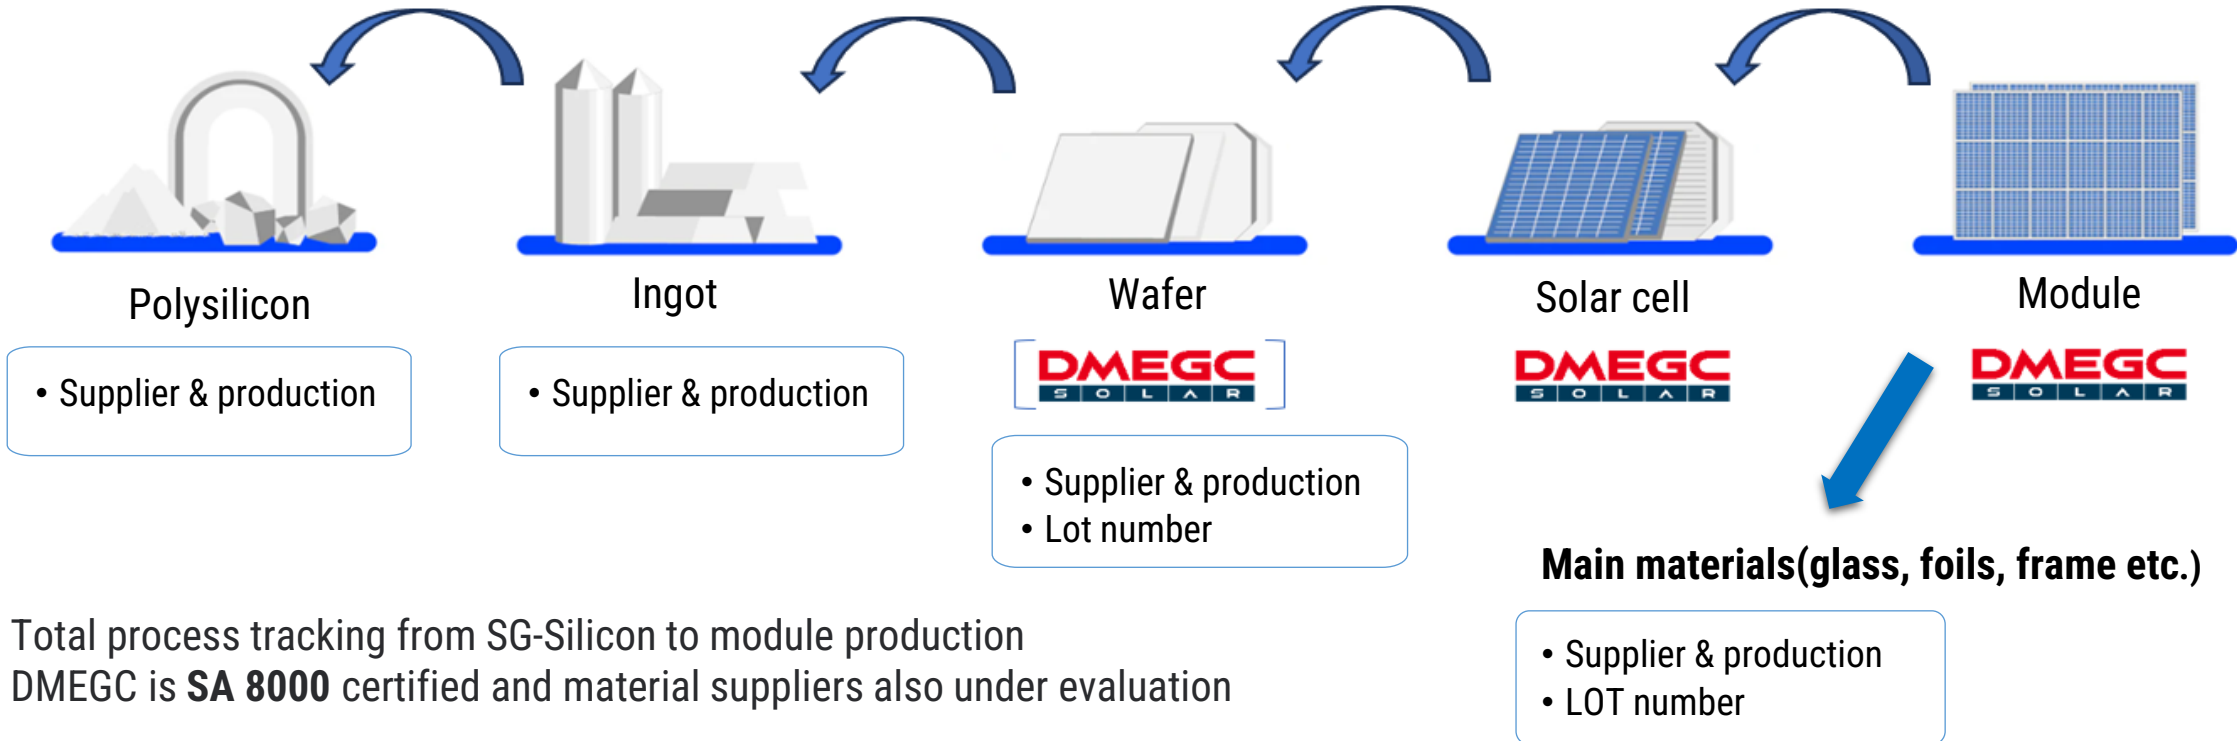 Polysilicon
Ingot
Wafer
Solar cell
Module
• Supplier & production
• Supplier & production
DMEGC
SOLAR
DMEGC
SOLAR
DMEGC
SOLAR
• Supplier & production
• Lot number
Main materials(glass, foils, frame etc.)
• Supplier & production
• LOT number
Total process tracking from SG-Silicon to module production
DMEGC is SA 8000 certified and material suppliers also under evaluation